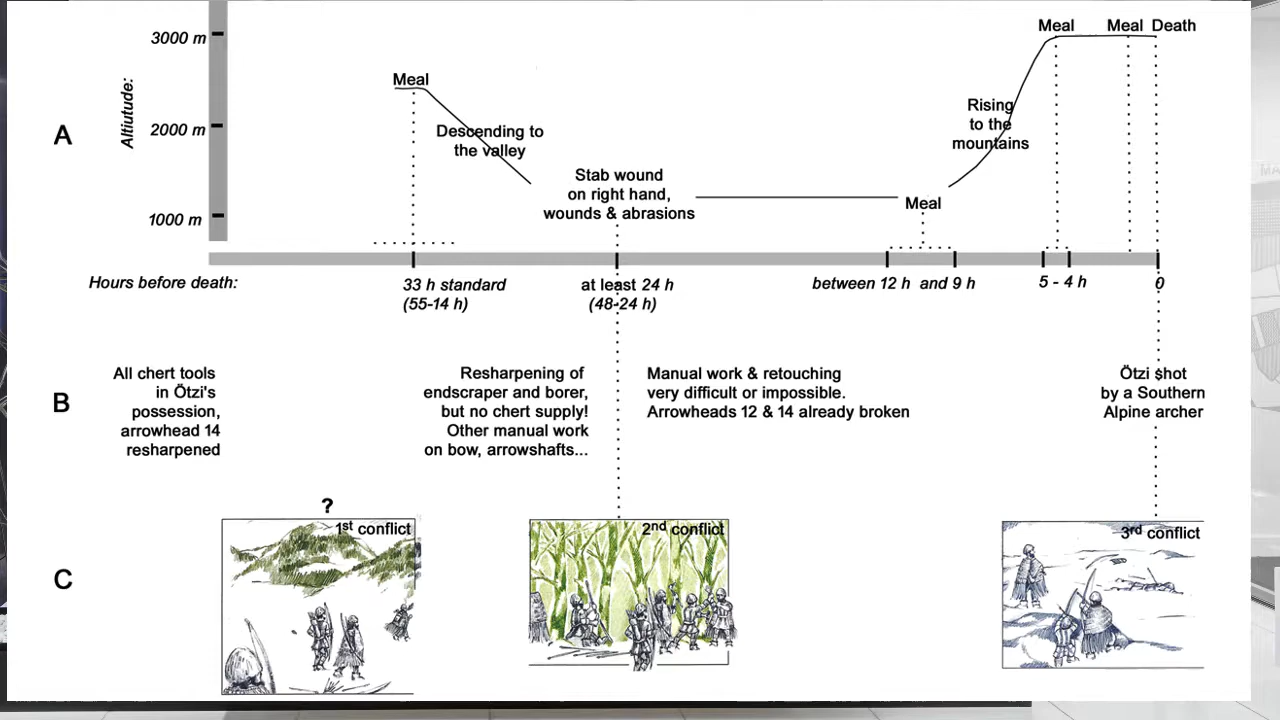 Meal
Meal Death
3000 m
Meal
Altiutude:
Rising
to the
mountains
A
2000 m
Descending to
the valley
Stab wound
on right hand,
wounds & abrasions
Meal
1000 m
Hours before death:
33 h standard
(55-14 h)
at least 24 h
(48-24 h)
between 12 h and 9 h
5 - 4 h
0
B
All chert tools
in Ötzi's
possession,
arrowhead 14
resharpened
Resharpening of
endscraper and borer,
but no chert supply!
Other manual work
on bow, arrowshafts...
Manual work & retouching
very difficult or impossible.
Arrowheads 12 & 14 already broken
Ötzi shot
by a Southern
Alpine archer
C
?
1st conflict
2nd conflict
3rd conflict